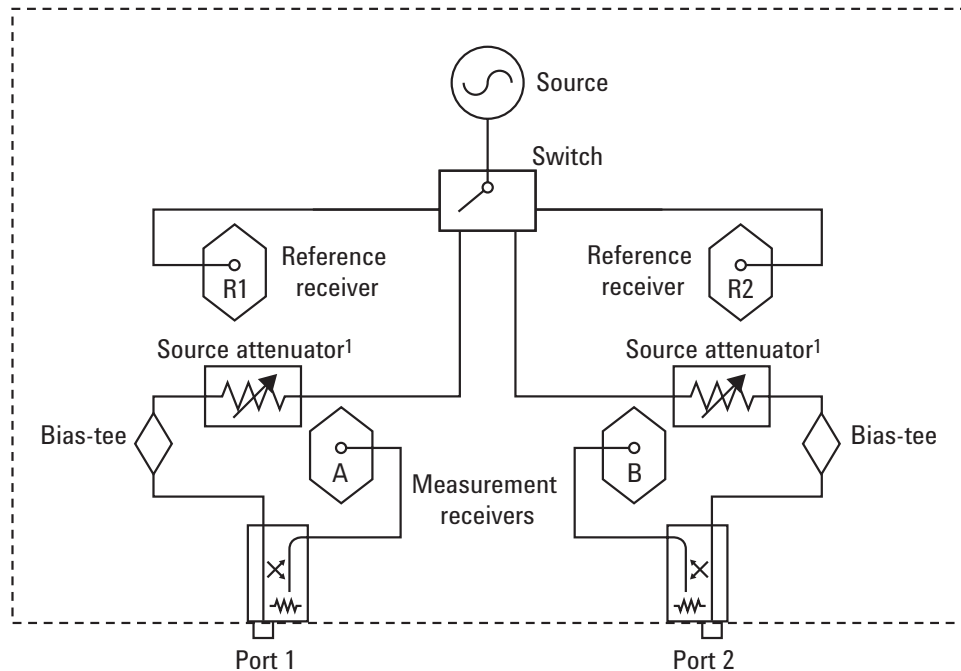 Source
Switch
Reference
receiver
R1
Reference
receiver
R2
Source attenuator¹
Source attenuator¹
Bias-tee
A
Measurement
receivers
B
Bias-tee
Port 1
Port 2